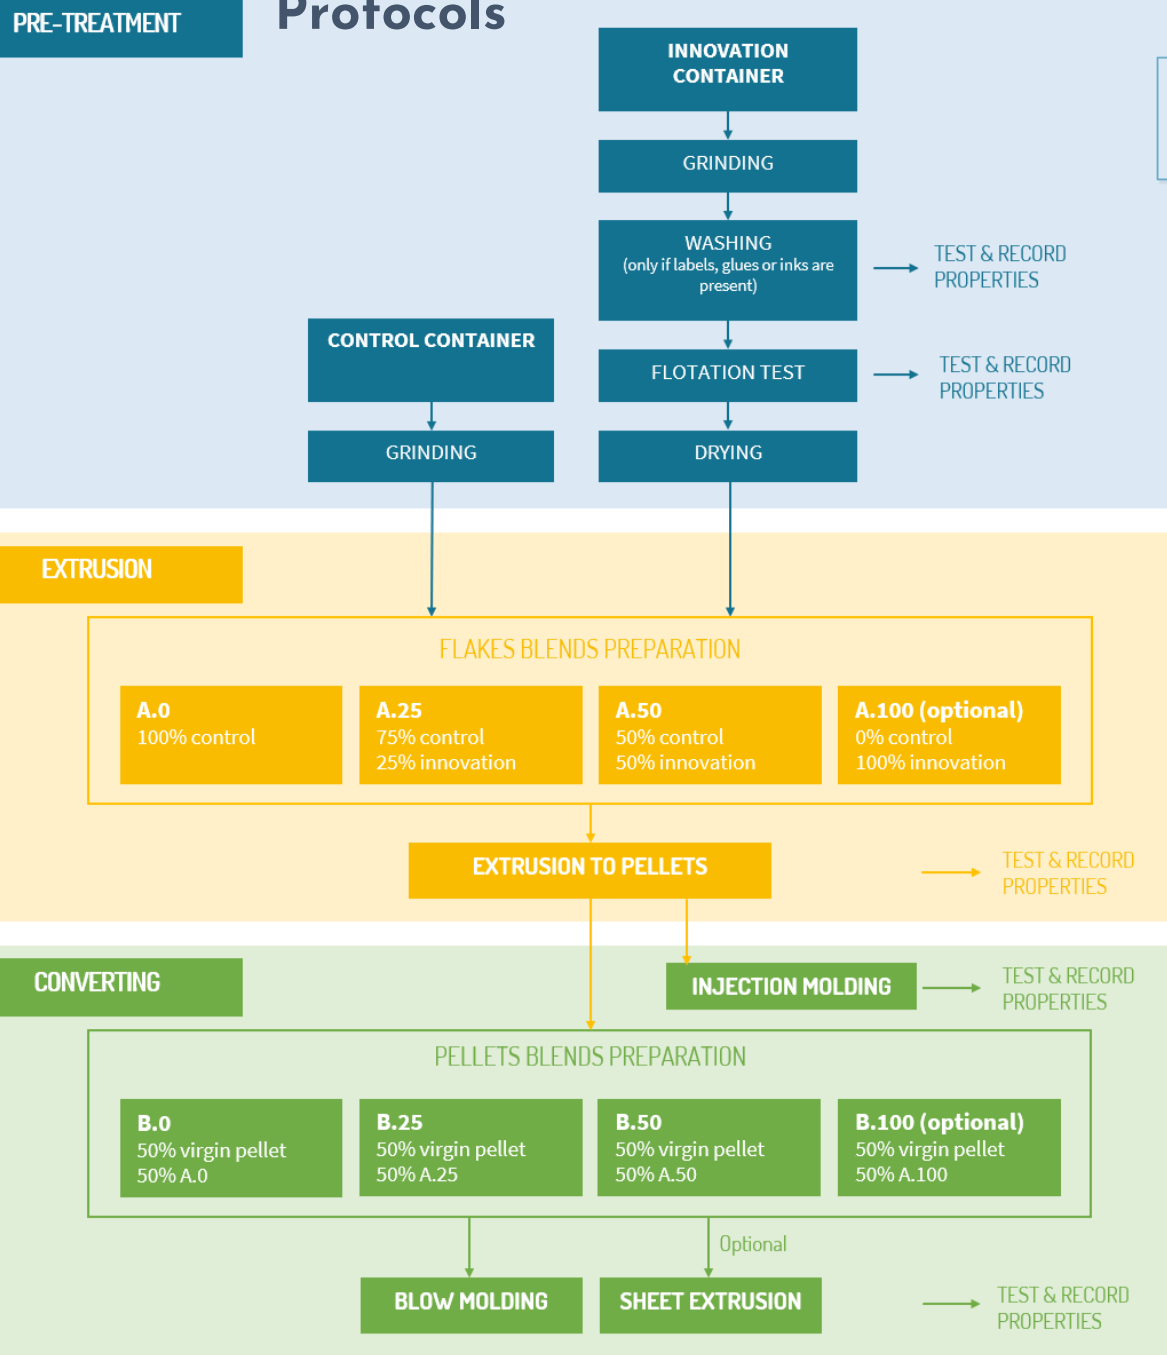 PRE-TREATMENT
Protocols
INNOVATION
CONTAINER
GRINDING
WASHING
(only if labels, glues or inks are
present)
TEST & RECORD
PROPERTIES
CONTROL CONTAINER
FLOTATION TEST
TEST & RECORD
PROPERTIES
GRINDING
DRYING
EXTRUSION
FLAKES BLENDS PREPARATION
A.0
100% control
A.25
75% control
25% innovation
A.50
50% control
50% innovation
A.100 (optional)
0% control
100% innovation
EXTRUSION TO PELLETS
TEST & RECORD
PROPERTIES
CONVERTING
INJECTION MOLDING
TEST & RECORD
PROPERTIES
PELLETS BLENDS PREPARATION
B.0
50% virgin pellet
50% A.0
B.25
50% virgin pellet
50% A.25
B.50
50% virgin pellet
50% A.50
B.100 (optional)
50% virgin pellet
50% A.100
Optional
BLOW MOLDING
SHEET EXTRUSION
TEST & RECORD
PROPERTIES